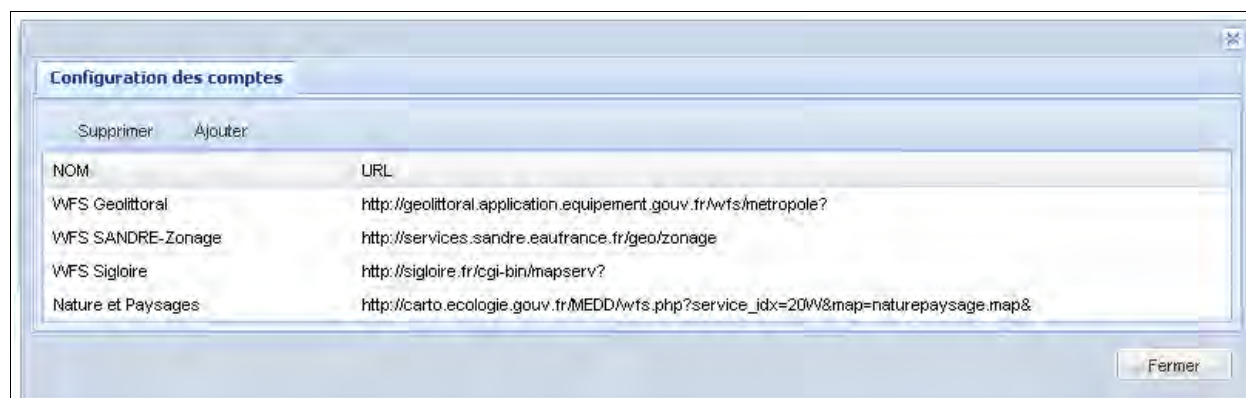 Configuration des comptes
Supprimer Ajouter
NOM URL
WFS Geolittoral http://geolittoral.application.equipement.gouv.fr/wfs/metropole?
WFS SANDRE-Zonage http://services.sandre.eaufrance.fr/geo/zonage
WFS Sigloire http://sigloire.fr/cgi-bin/mapserv?
Nature et Paysages http://carto.ecologie.gouv.fr/MEDD/wfs.php?service_idx=20W&map=naturepaysage.map&
Fermer